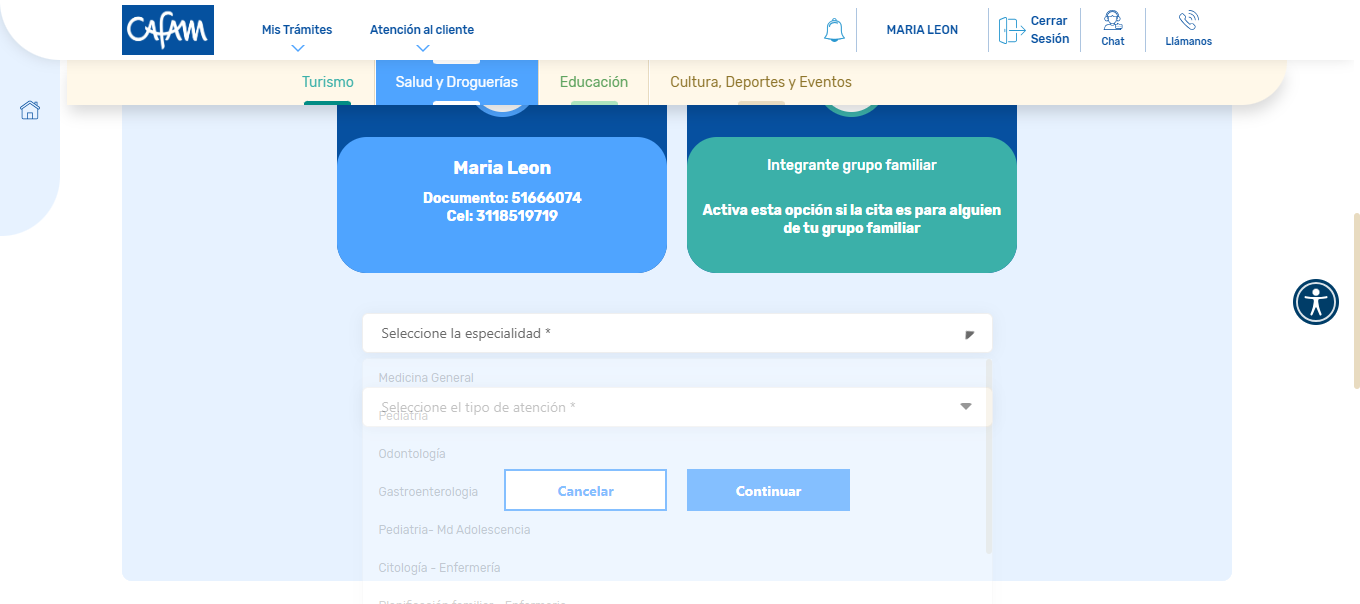 Cafam
Mis Trámites
Atención al cliente
MARIA LEON
Cerrar
Sesión
Chat
Llámanos
Turismo
Salud y Droguerías
Educación
Cultura, Deportes y Eventos
Maria Leon
Documento: 51666074
Cel: 3118519719
Integrante grupo familiar
Activa esta opción si la cita es para alguien
de tu grupo familiar
Seleccione la especialidad *
Medicina General
Seleccione el tipo de atención *
Pediatría
Odontología
Gastroenterologia
Cancelar
Continuar
Pediatria- Md Adolescencia
Citología - Enfermería
Planificación familiar - Enfermeria